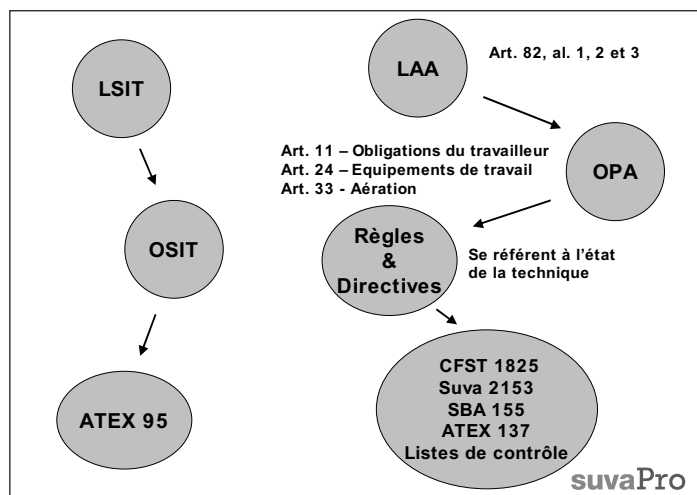 LSIT
OSIT
ATEX 95
LAA
Art. 82, al. 1, 2 et 3
Art. 11 – Obligations du travailleur
Art. 24 – Equipements de travail
Art. 33 - Aération
OPA
Règles
&
Directives
Se référent à l’état
de la technique
CFST 1825
Suva 2153
SBA 155
ATEX 137
Listes de contrôle
suvaPro